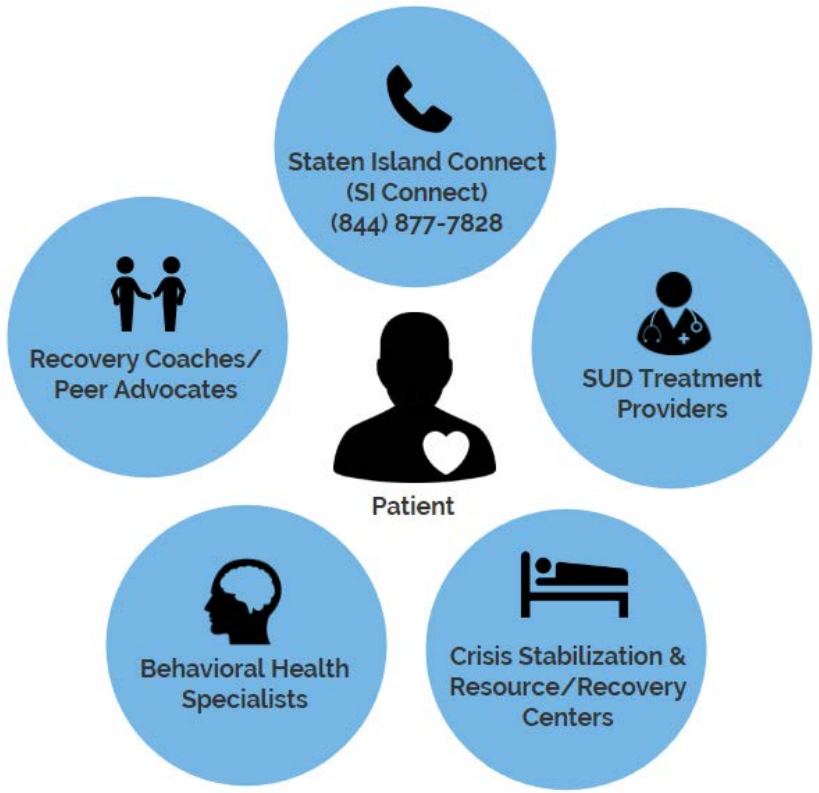 Staten Island Connect
(SI Connect)
(844) 877-7828
Recovery Coaches/
Peer Advocates
SUD Treatment
Providers
Patient
Behavioral Health
Specialists
Crisis Stabilization &
Resource/Recovery
Centers